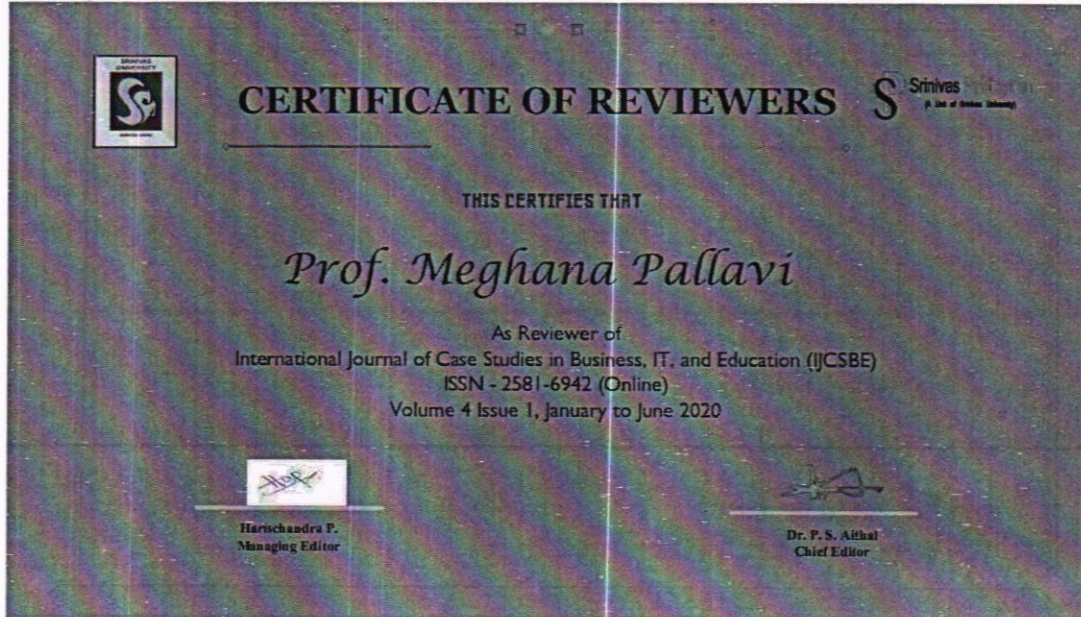 SRINIVAS
UNIVERSITY
CERTIFICATE OF REVIEWERS
Srinivas
THIS CERTIFIES THAT
Prof. Meghana Pallavi
As Reviewer of
International Journal of Case Studies in Business, IT, and Education (IJCSBE)
ISSN - 2581-6942 (Online)
Volume 4 Issue 1, January to June 2020
Harischandra P.
Managing Editor
Dr. P. S. Aithal
Chief Editor